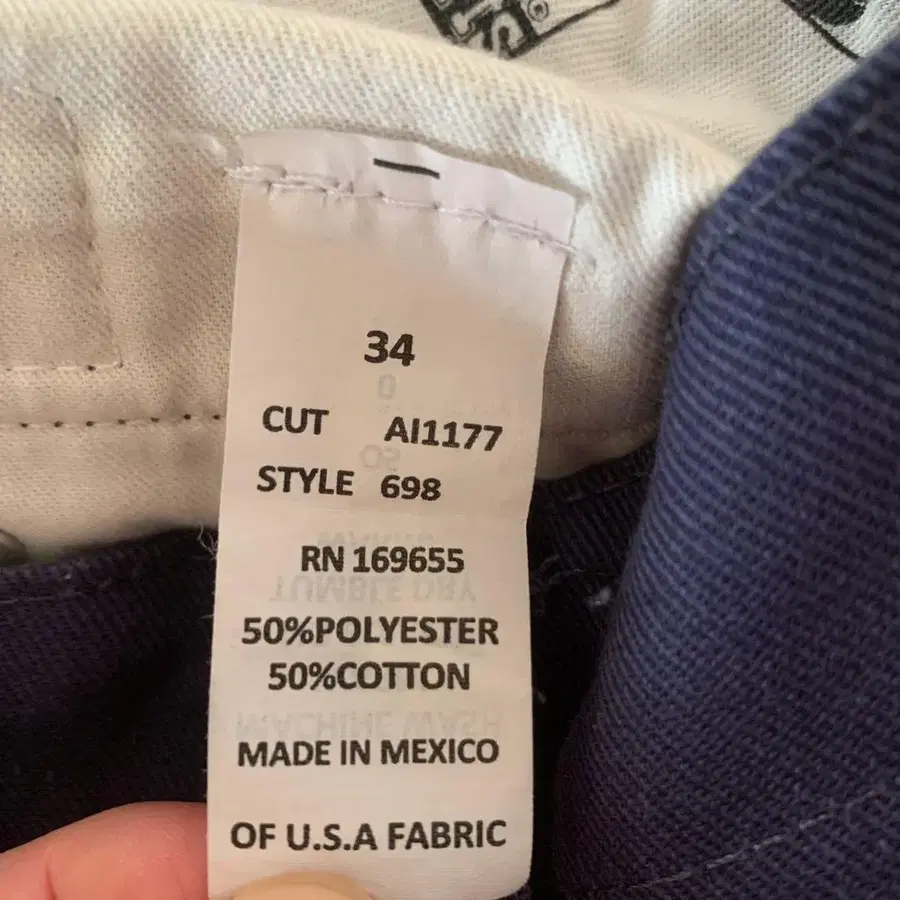 34
CUT AI1177
STYLE 698
RN 169655
50%POLYESTER
50%COTTON
MADE IN MEXICO
OF U.S.A FABRIC